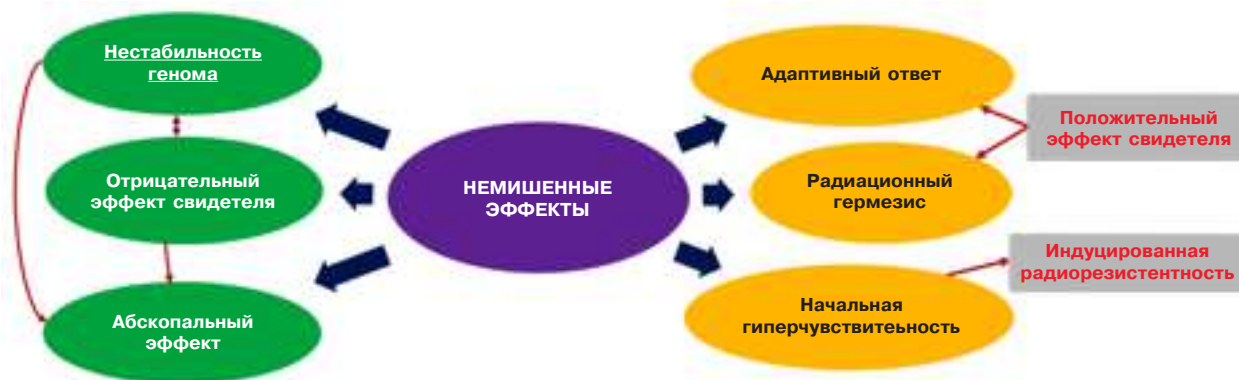 Нестабильность
генома
Отрицательный
эффект свидетеля
Абскопальный
эффект
НЕМИШЕННЫЕ
ЭФФЕКТЫ
Адаптивный ответ
Радиационный
гермезис
Начальная
гиперчувствитеьность
Положительный
эффект свидетеля
Индуцированная
радиорезистентность